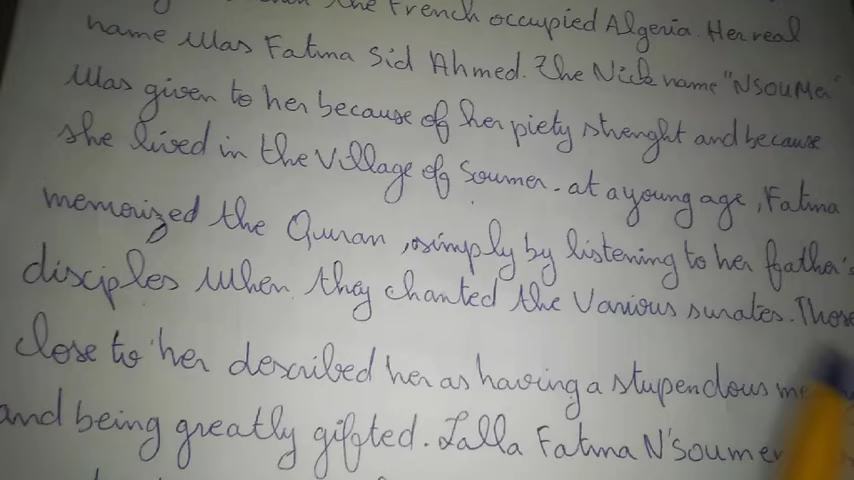 the French occupied Algeria. Her real
name Was Fatma Sid Ahmed. The Nick name "NSOUMer"
Was given to her because of her piety strenght and because
she lived in the Village of Soumer. at a young age, Fatma
memorized the Quran, simply by listening to her father's
disciples When they chanted the Various surates. Those
close to her described her as having a stupendous
and being greatly gifted. Lalla Fatma N'soumer